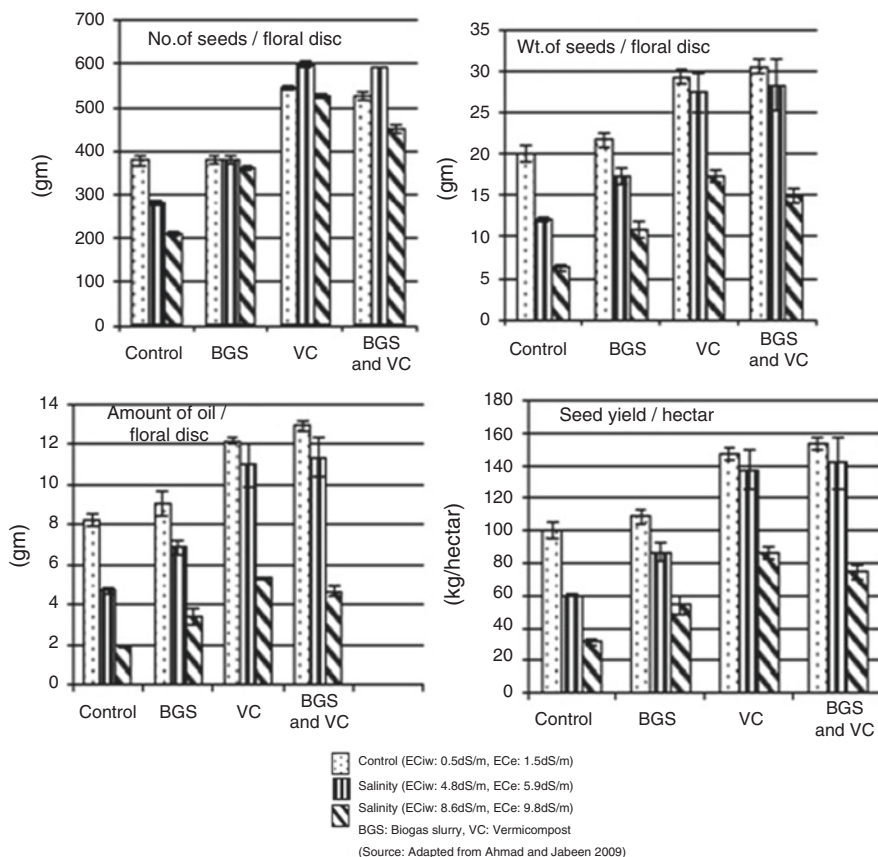 No.of seeds / floral disc
(gm)
700
600
500
400
300
200
100
0
Control BGS VC BGS and VC
Wt.of seeds / floral disc
(gm)
35
30
25
20
15
10
5
0
Control BGS VC BGS and VC
Amount of oil /
floral disc
(gm)
14
12
10
8
6
4
2
0
Control BGS VC BGS and VC
Seed yield / hectar
(kg/hectar)
180
160
140
120
100
80
60
40
20
0
Control BGS VC BGS and VC
Control (ECiw: 0.5dS/m, ECe: 1.5dS/m)
Salinity (ECiw: 4.8dS/m, ECe: 5.9dS/m)
Salinity (ECiw: 8.6dS/m, ECe: 9.8dS/m)
BGS: Biogas slurry, VC: Vermicompost
(Source: Adapted from Ahmad and Jabeen 2009)